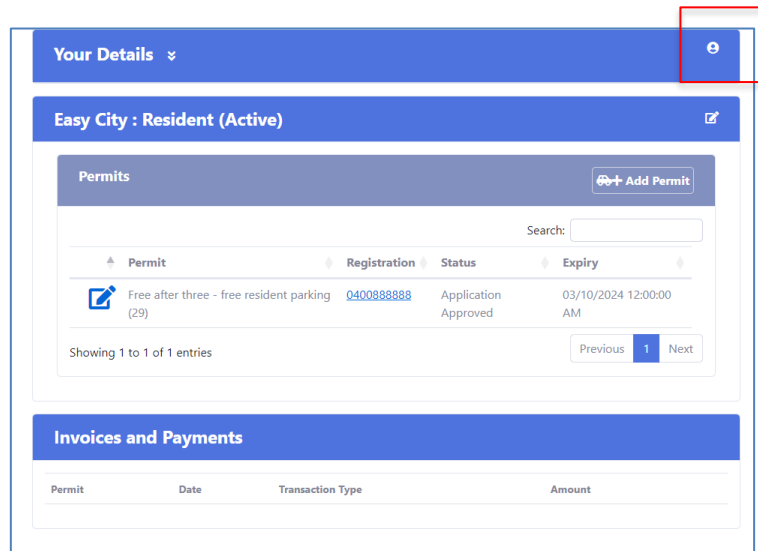 Your Details
Easy City : Resident (Active)
Permits
Add Permit
Search:
Permit Registration Status Expiry
Free after three - free resident parking 0400888888 Application 03/10/2024 12:00:00
(29) Approved AM
Showing 1 to 1 of 1 entries
Previous 1 Next
Invoices and Payments
Permit Date Transaction Type Amount